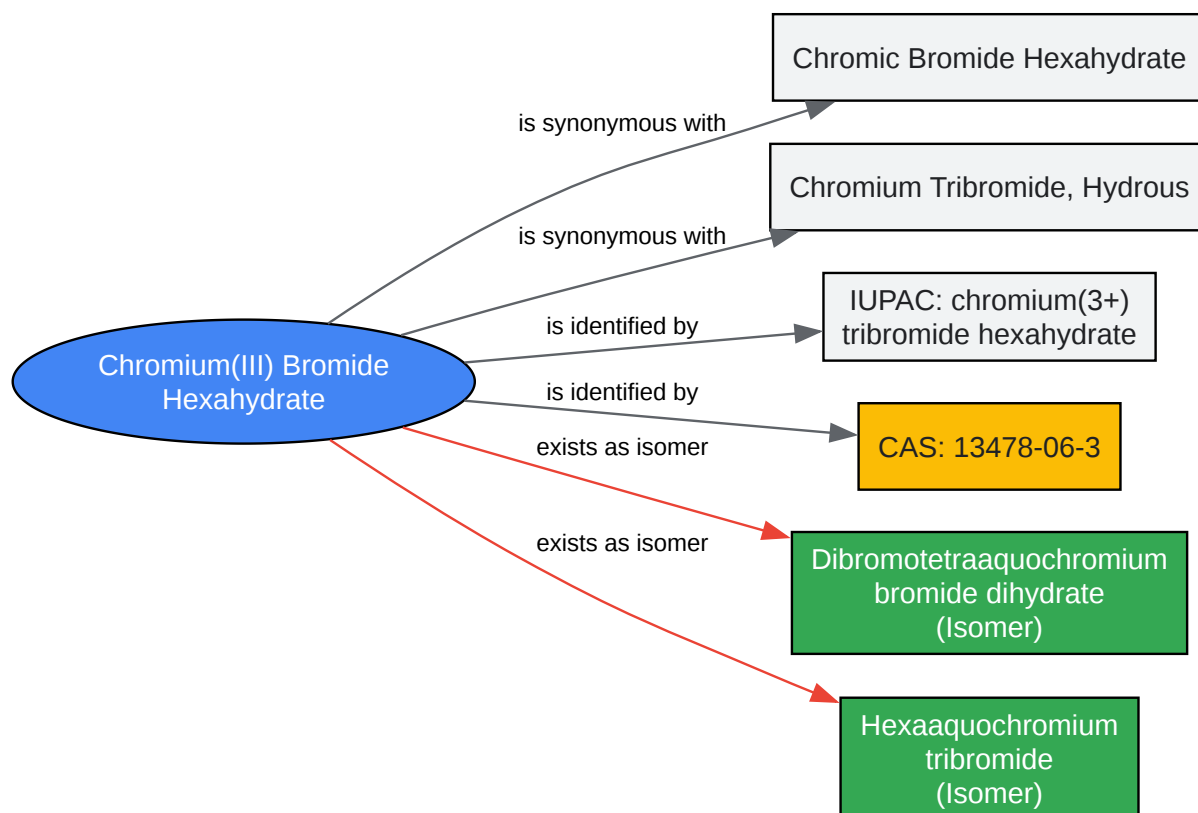 Chromic Bromide Hexahydrate
is synonymous with
Chromium Tribromide, Hydrous
is synonymous with
IUPAC: chromium(3+)
tribromide hexahydrate
is identified by
Chromium(III) Bromide
Hexahydrate
is identified by
CAS: 13478-06-3
exists as isomer
Dibromotetraaquochromium
bromide dihydrate
(Isomer)
exists as isomer
Hexaaquochromium
tribromide
(Isomer)